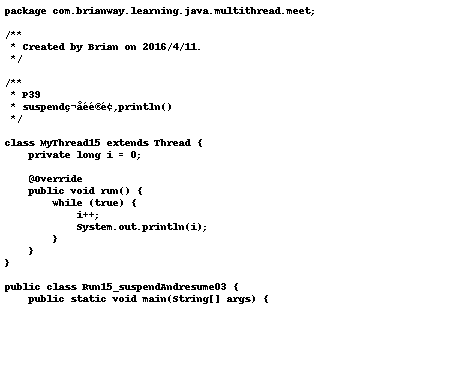 package com.brianway.learning.java.multithread.meet;
/**
 * Created by Brian on 2016/4/11.
 */
/**
 * P39
 * suspendç¬åéé®é¢,println()
 */
class MyThread15 extends Thread {
    private long i = 0;
    @Override
    public void run() {
        while (true) {
            i++;
            System.out.println(i);
        }
    }
}
public class Run15_suspendAndresume03 {
    public static void main(String[] args) {